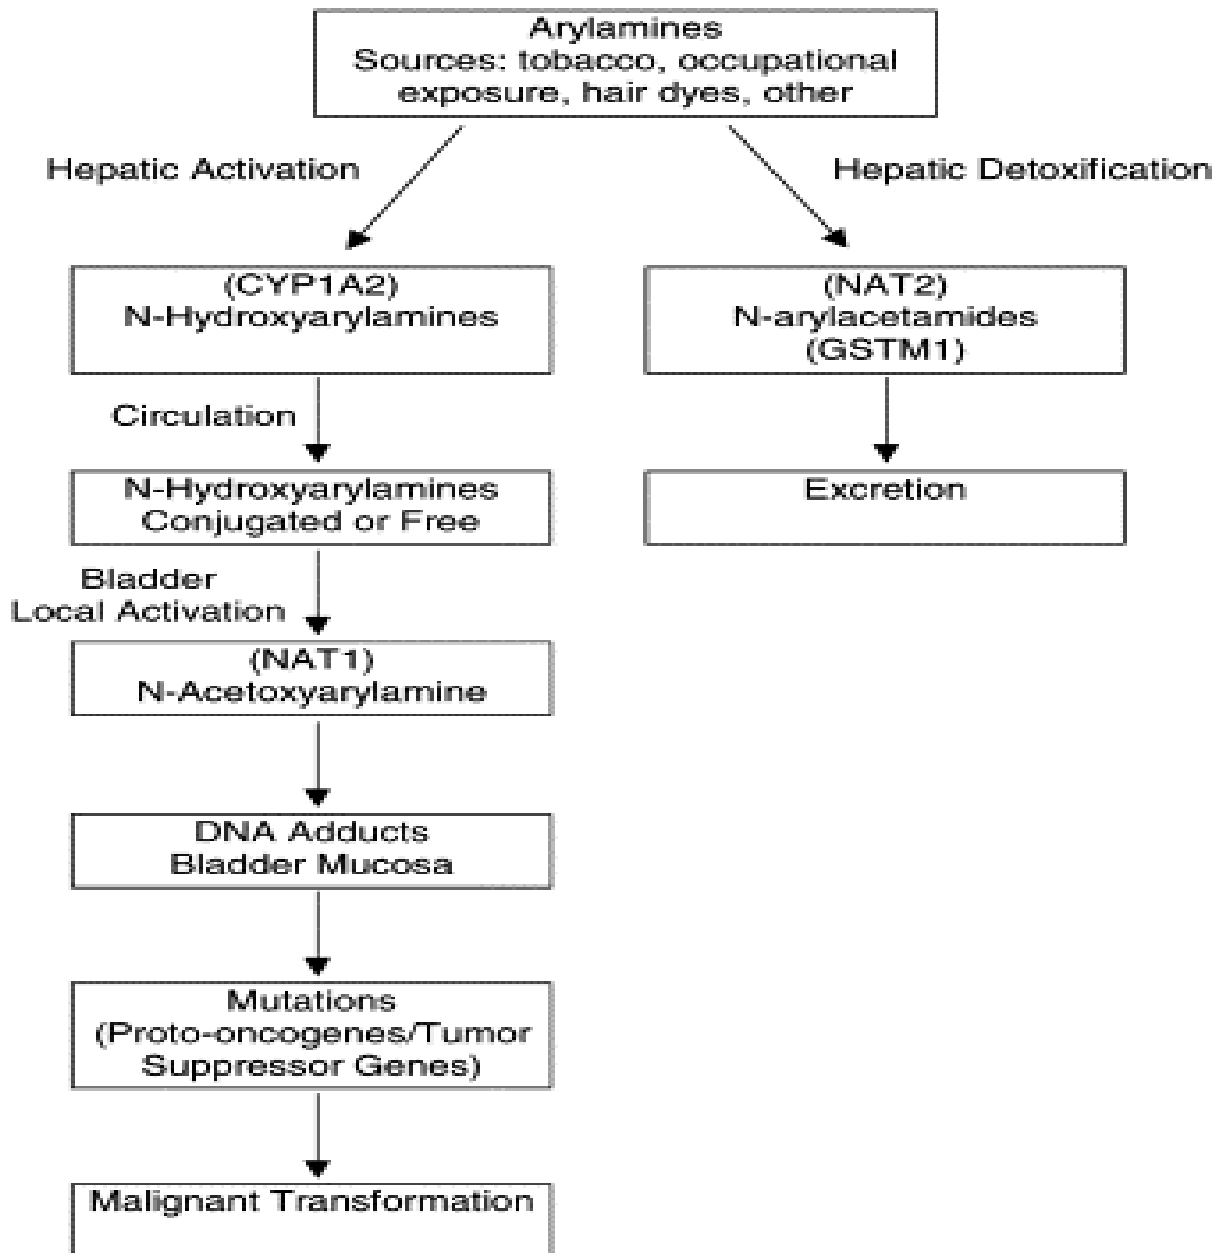 Arylamines
Sources: tobacco, occupational
exposure, hair dyes, other
Hepatic Activation
Hepatic Detoxification
(CYP1A2)
N-Hydroxyarylamines
(NAT2)
N-arylacetamides
(GSTM1)
Circulation
N-Hydroxyarylamines
Conjugated or Free
Excretion
Bladder
Local Activation
(NAT1)
N-Acetoxyarylamine
DNA Adducts
Bladder Mucosa
Mutations
(Proto-oncogenes/Tumor
Suppressor Genes)
Malignant Transformation